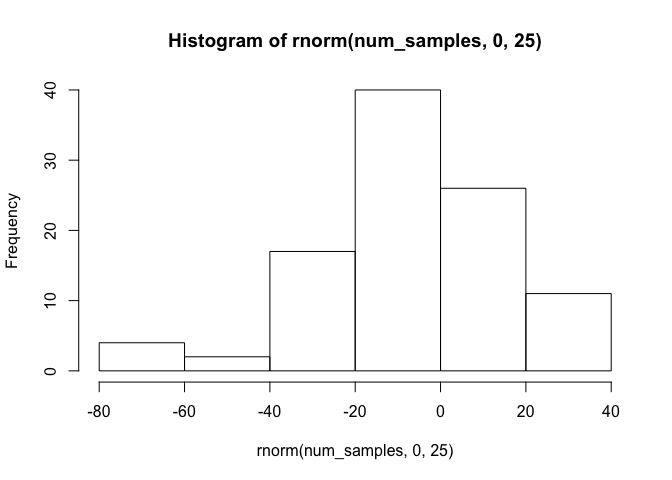 Histogram of rnorm(num_samples, 0, 25)
40
30
20
10
0
Frequency
-80 -60 -40 -20 0 20 40
rnorm(num_samples, 0, 25)